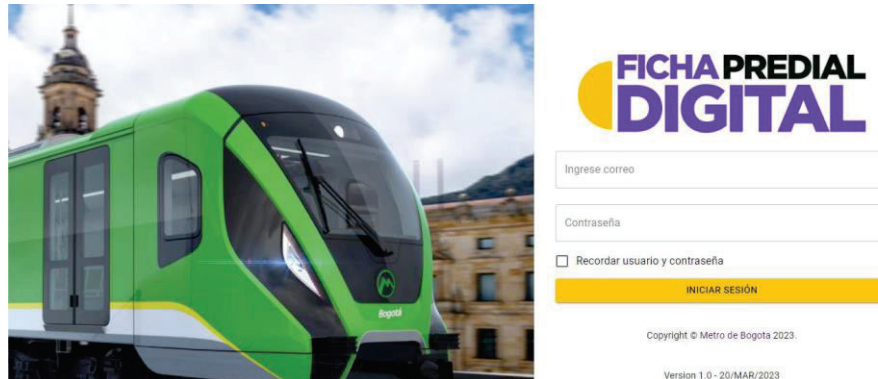 FICHA PREDIAL
DIGITAL
Ingrese correo
Contraseña
Recordar usuario y contraseña
INICIAR SESIÓN
Copyright © Metro de Bogota 2023.
Version 1.0 - 20/MAR/2023
Bogotá